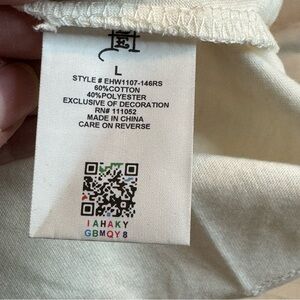 L
STYLE # EHW1107-146RS
60%COTTON
40%POLYESTER
EXCLUSIVE OF DECORATION
RN# 111052
MADE IN CHINA
CARE ON REVERSE
IAHAKY
GBMQY8